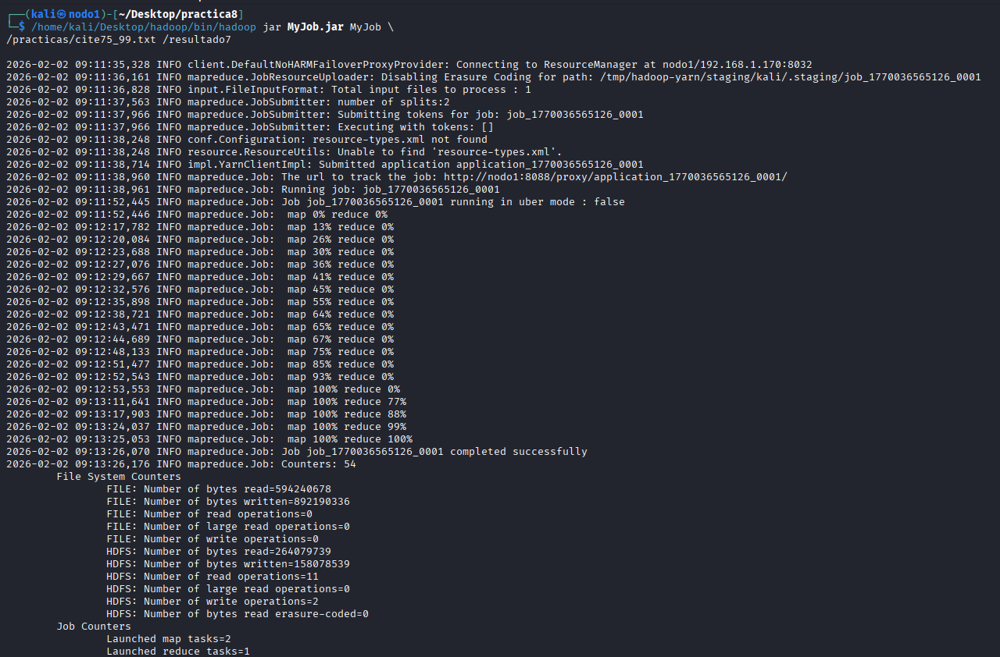 ┌──(kali㉿nodo1)-[~/Desktop/practica8]
└─$ /home/kali/Desktop/hadoop/bin/hadoop jar MyJob.jar MyJob \
/practicas/cite75_99.txt /resultado7
2026-02-02 09:11:35,328 INFO client.DefaultNoHARMFailoverProxyProvider: Connecting to ResourceManager at nodo1/192.168.1.170:8032
2026-02-02 09:11:36,161 INFO mapreduce.JobResourceUploader: Disabling Erasure Coding for path: /tmp/hadoop-yarn/staging/kali/.staging/job_1770036565126_0001
2026-02-02 09:11:36,828 INFO input.FileInputFormat: Total input files to process : 1
2026-02-02 09:11:37,563 INFO mapreduce.JobSubmitter: number of splits:2
2026-02-02 09:11:37,966 INFO mapreduce.JobSubmitter: Submitting tokens for job: job_1770036565126_0001
2026-02-02 09:11:37,966 INFO mapreduce.JobSubmitter: Executing with tokens: []
2026-02-02 09:11:38,248 INFO conf.Configuration: resource-types.xml not found
2026-02-02 09:11:38,248 INFO resource.ResourceUtils: Unable to find 'resource-types.xml'.
2026-02-02 09:11:38,714 INFO impl.YarnClientImpl: Submitted application application_1770036565126_0001
2026-02-02 09:11:38,960 INFO mapreduce.Job: The url to track the job: http://nodo1:8088/proxy/application_1770036565126_0001/
2026-02-02 09:11:38,961 INFO mapreduce.Job: Running job: job_1770036565126_0001
2026-02-02 09:11:52,445 INFO mapreduce.Job: Job job_1770036565126_0001 running in uber mode : false
2026-02-02 09:11:52,446 INFO mapreduce.Job:  map 0% reduce 0%
2026-02-02 09:12:17,782 INFO mapreduce.Job:  map 13% reduce 0%
2026-02-02 09:12:20,084 INFO mapreduce.Job:  map 26% reduce 0%
2026-02-02 09:12:23,688 INFO mapreduce.Job:  map 30% reduce 0%
2026-02-02 09:12:27,076 INFO mapreduce.Job:  map 36% reduce 0%
2026-02-02 09:12:29,667 INFO mapreduce.Job:  map 41% reduce 0%
2026-02-02 09:12:32,576 INFO mapreduce.Job:  map 45% reduce 0%
2026-02-02 09:12:35,898 INFO mapreduce.Job:  map 55% reduce 0%
2026-02-02 09:12:38,721 INFO mapreduce.Job:  map 64% reduce 0%
2026-02-02 09:12:43,471 INFO mapreduce.Job:  map 65% reduce 0%
2026-02-02 09:12:44,689 INFO mapreduce.Job:  map 67% reduce 0%
2026-02-02 09:12:48,133 INFO mapreduce.Job:  map 75% reduce 0%
2026-02-02 09:12:51,477 INFO mapreduce.Job:  map 85% reduce 0%
2026-02-02 09:12:52,543 INFO mapreduce.Job:  map 93% reduce 0%
2026-02-02 09:12:53,553 INFO mapreduce.Job:  map 100% reduce 0%
2026-02-02 09:13:11,641 INFO mapreduce.Job:  map 100% reduce 77%
2026-02-02 09:13:17,903 INFO mapreduce.Job:  map 100% reduce 88%
2026-02-02 09:13:24,037 INFO mapreduce.Job:  map 100% reduce 99%
2026-02-02 09:13:25,053 INFO mapreduce.Job:  map 100% reduce 100%
2026-02-02 09:13:26,070 INFO mapreduce.Job: Job job_1770036565126_0001 completed successfully
2026-02-02 09:13:26,176 INFO mapreduce.Job: Counters: 54
File System Counters
FILE: Number of bytes read=594240678
FILE: Number of bytes written=892190336
FILE: Number of read operations=0
FILE: Number of large read operations=0
FILE: Number of write operations=0
HDFS: Number of bytes read=264079739
HDFS: Number of bytes written=158078539
HDFS: Number of read operations=11
HDFS: Number of large read operations=0
HDFS: Number of write operations=2
HDFS: Number of bytes read erasure-coded=0
Job Counters
Launched map tasks=2
Launched reduce tasks=1